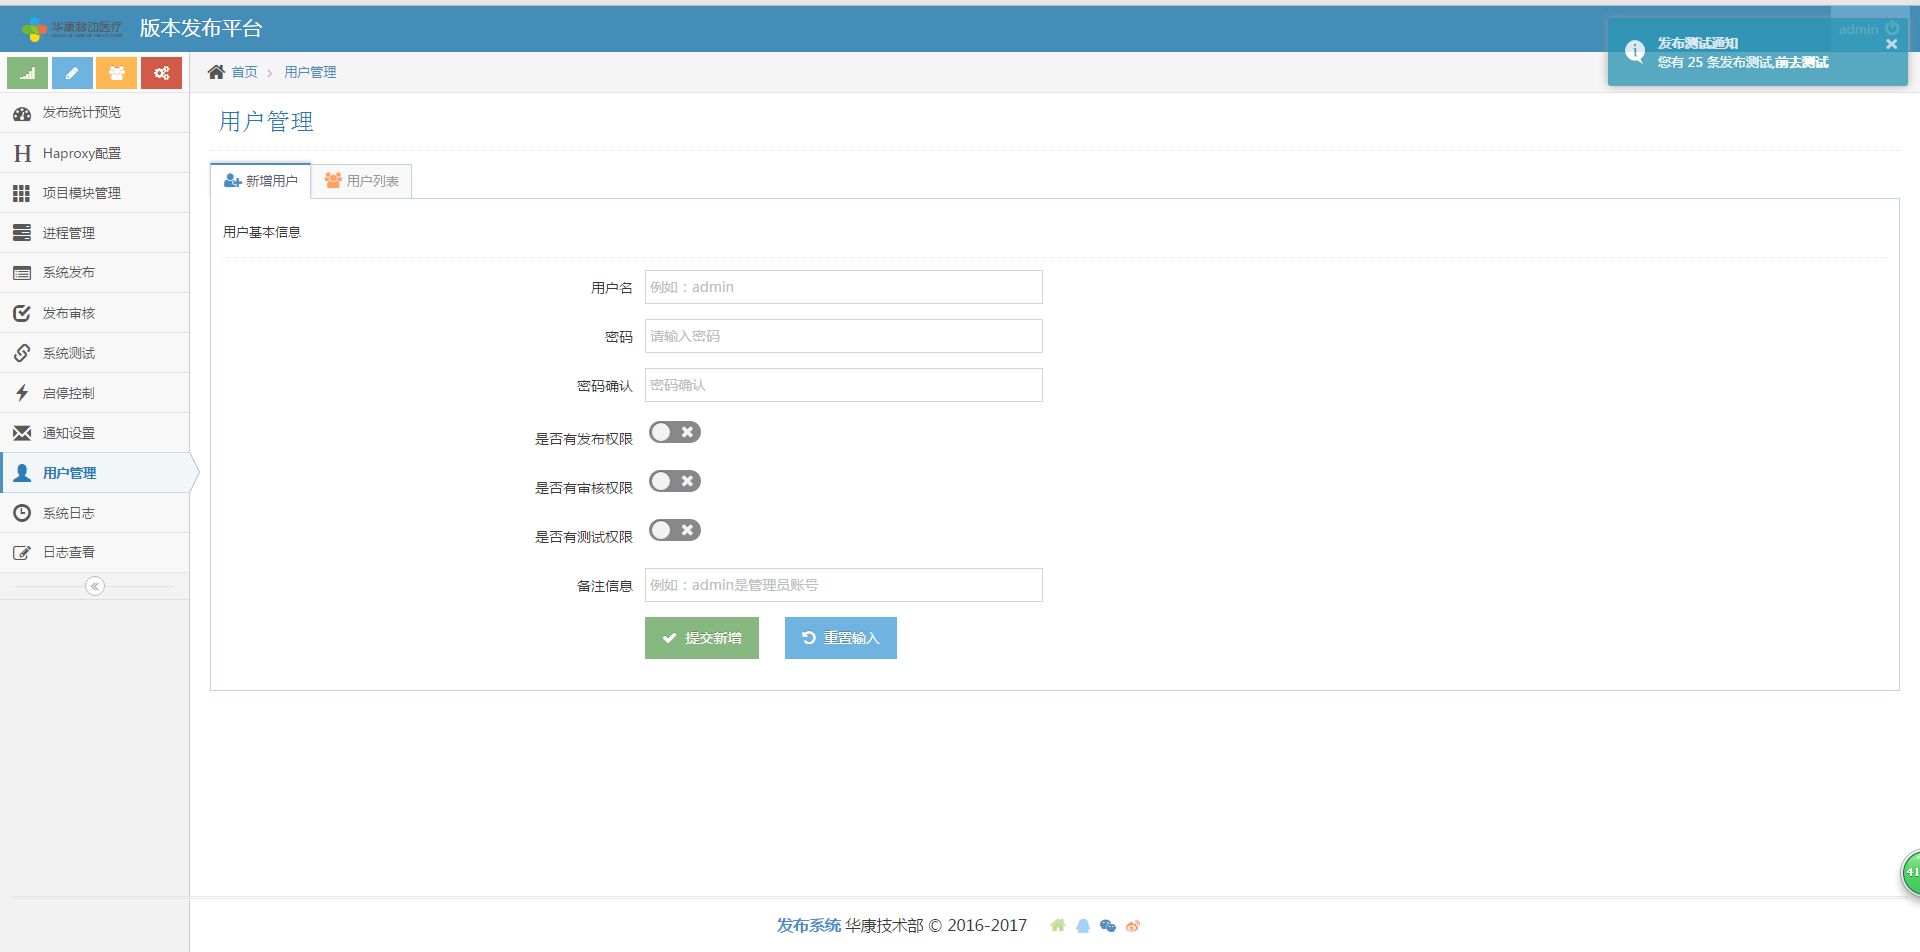 华康移动医疗
版本发布平台
admin
发布测试通知
您有 25 条发布测试,前去测试
首页 用户管理
发布统计预览
Haproxy配置
项目模块管理
进程管理
系统发布
发布审核
系统测试
启停控制
通知设置
用户管理
系统日志
日志查看
用户管理
新增用户 用户列表
用户基本信息
用户名 例如：admin
密码 请输入密码
密码确认 密码确认
是否有发布权限
是否有审核权限
是否有测试权限
备注信息 例如：admin是管理员账号
提交新增 重置输入
41
发布系统 华康技术部 © 2016-2017